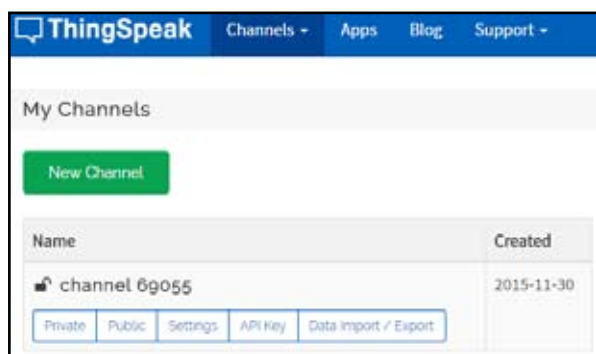 ThingSpeak Channels Apps Blog Support
My Channels
New Channel
Name Created
channel 69055 2015-11-30
Private Public Settings API Key Data Import / Export